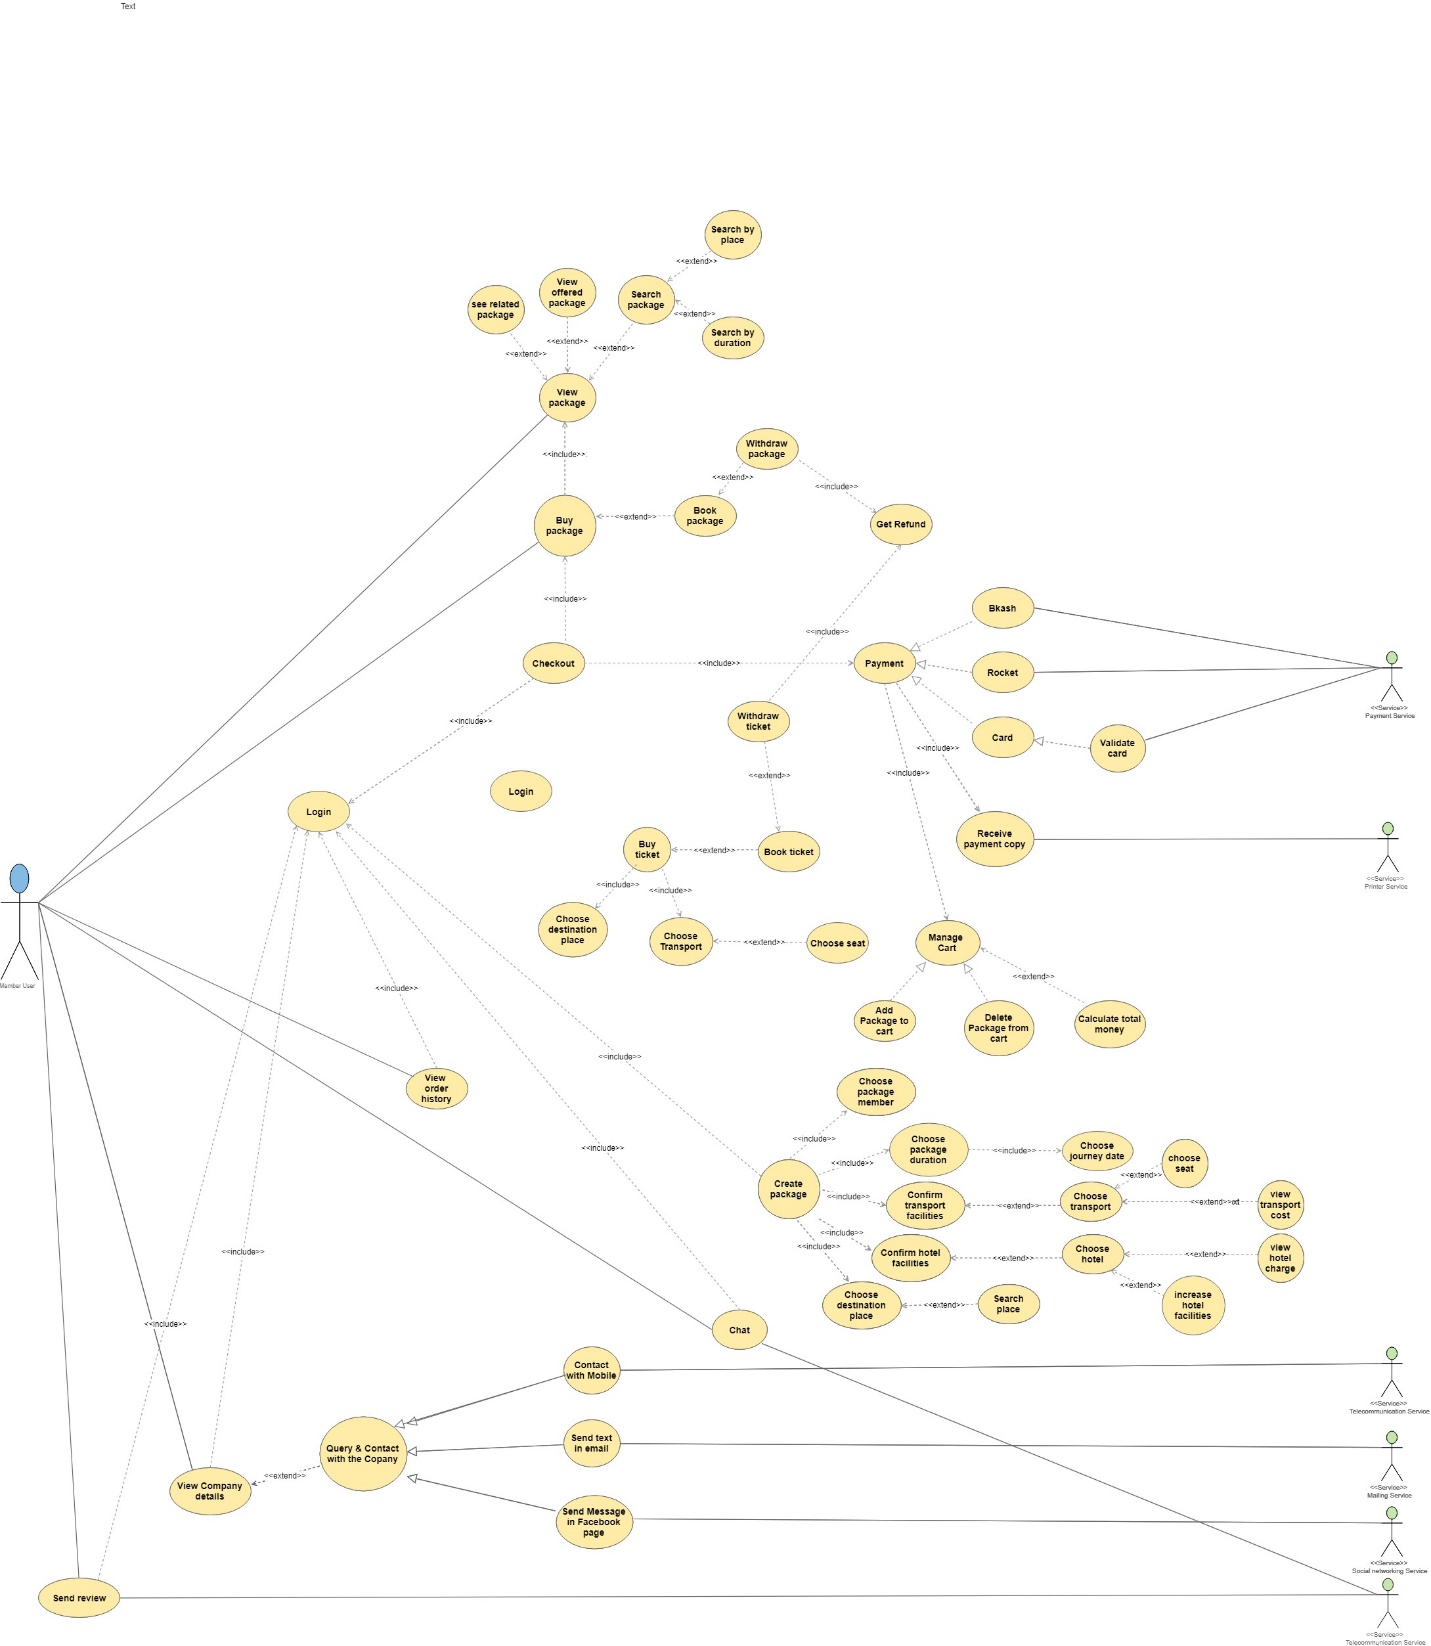 Text
Search by
place
<<extend>>
View
offered
package
Search
package
see related
package
<<extend>>
Search by
duration
<<extend>>
<<extend>>
<<extend>>
View
package
Withdraw
package
<<include>>
<<extend>>
<<include>>
Book
package
Buy
package
<<extend>>
Get Refund
<<include>>
Bkash
<<include>>
Checkout
<<include>>
Payment
Rocket
<<Service>>
Payment Service
Withdraw
ticket
<<include>>
Card
Validate
card
<<include>>
<<include>>
<<extend>>
Login
Login
Receive
payment copy
Buy
ticket
<<extend>>
Book ticket
<<Service>>
Printer Service
<<include>>
<<include>>
Choose
destination
place
Choose
Transport
<<extend>>
Choose seat
Manage
Cart
Member User
<<include>>
<<extend>>
Add
Package to
cart
Delete
Package from
cart
Calculate total
money
<<include>>
View
order
history
Choose
package
member
<<include>>
<<include>>
Choose
package
duration
<<include>>
Choose
journey date
choose
seat
<<include>>
<<extend>>
Create
package
<<include>>
Confirm
transport
facilities
<<extend>>
Choose
transport
<<extend>>
view
transport
cost
<<include>>
<<include>>
<<include>>
Confirm hotel
facilities
<<extend>>
Choose
hotel
<<extend>>
view
hotel
charge
<<extend>>
Choose
destination
place
<<extend>>
Search
place
increase
hotel
facilities
<<include>>
Chat
Contact
with Mobile
<<Service>>
Telecommunication Service
Query & Contact
with the Copany
Send text
in email
<<extend>>
View Company
details
<<Service>>
Mailing Service
Send Message
in Facebook
page
<<Service>>
Social networking Service
Send review
<<Service>>
Telecommunication Service